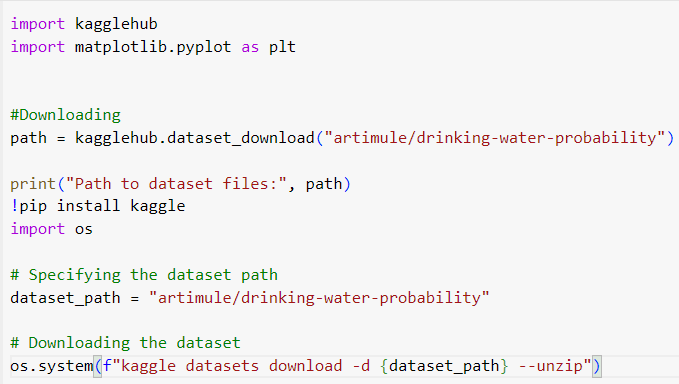 import kagglehub
import matplotlib.pyplot as plt
#Downloading
path = kagglehub.dataset_download("artimule/drinking-water-probability")
print("Path to dataset files:", path)
!pip install kaggle
import os
# Specifying the dataset path
dataset_path = "artimule/drinking-water-probability"
# Downloading the dataset
os.system(f"kaggle datasets download -d {dataset_path} --unzip")